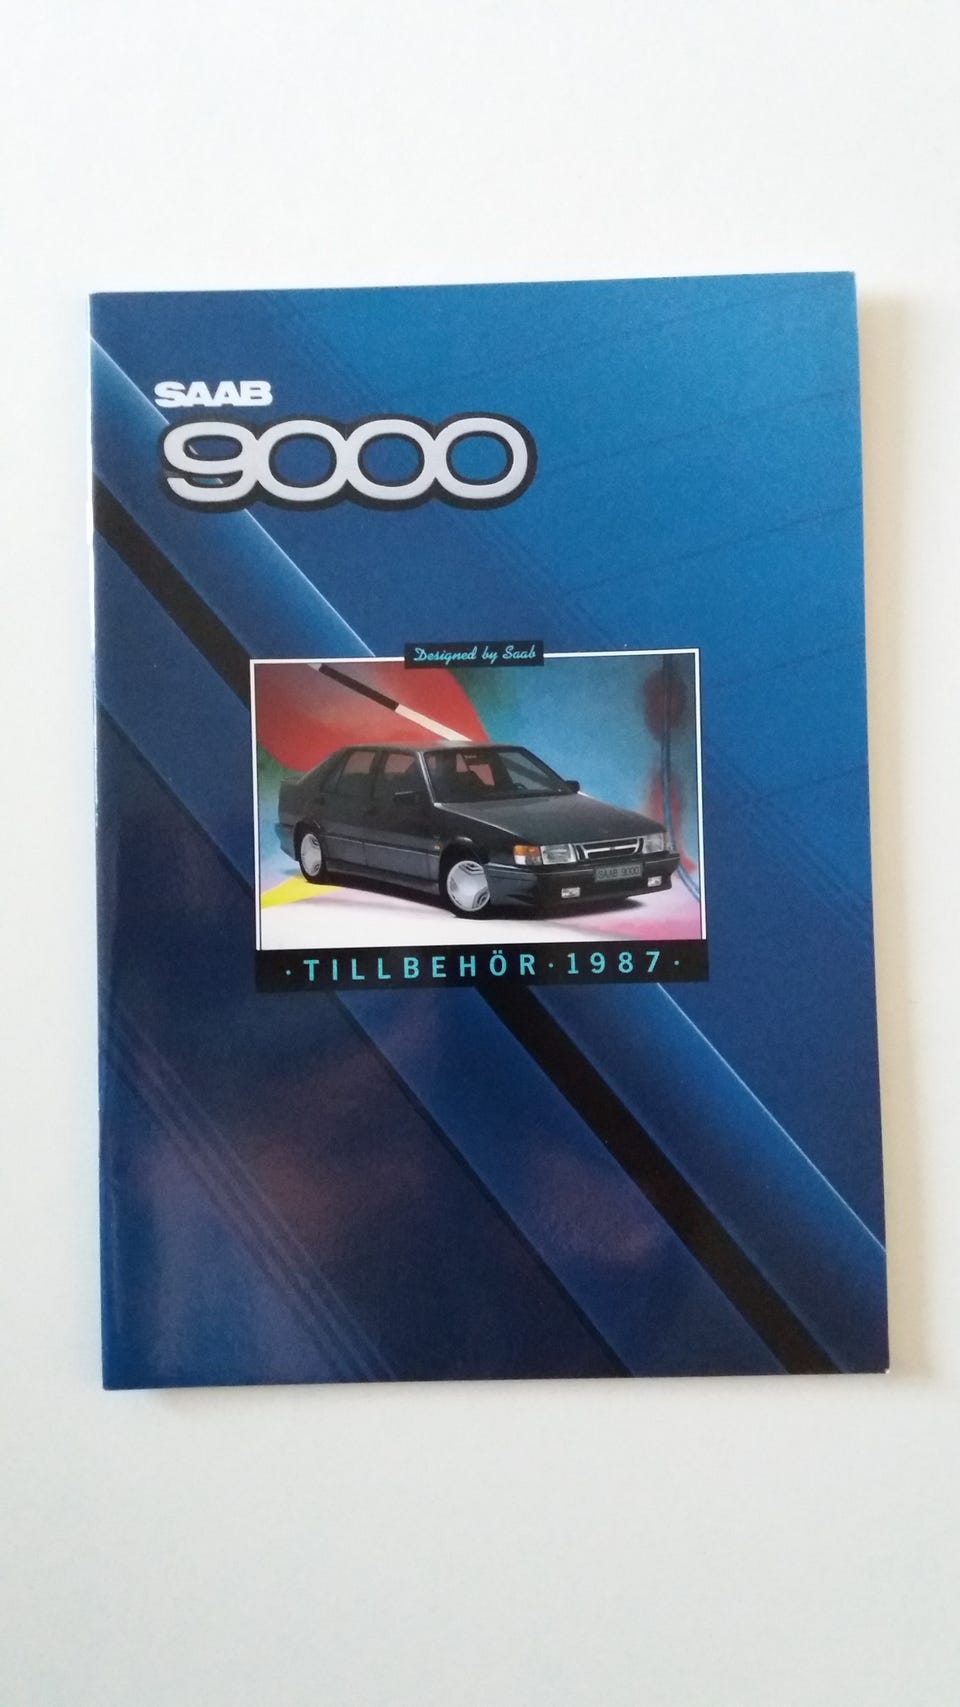 SAAB
9000
Designed by Saab
SAAB 9000
· TILLBEHÖR · 1987 ·